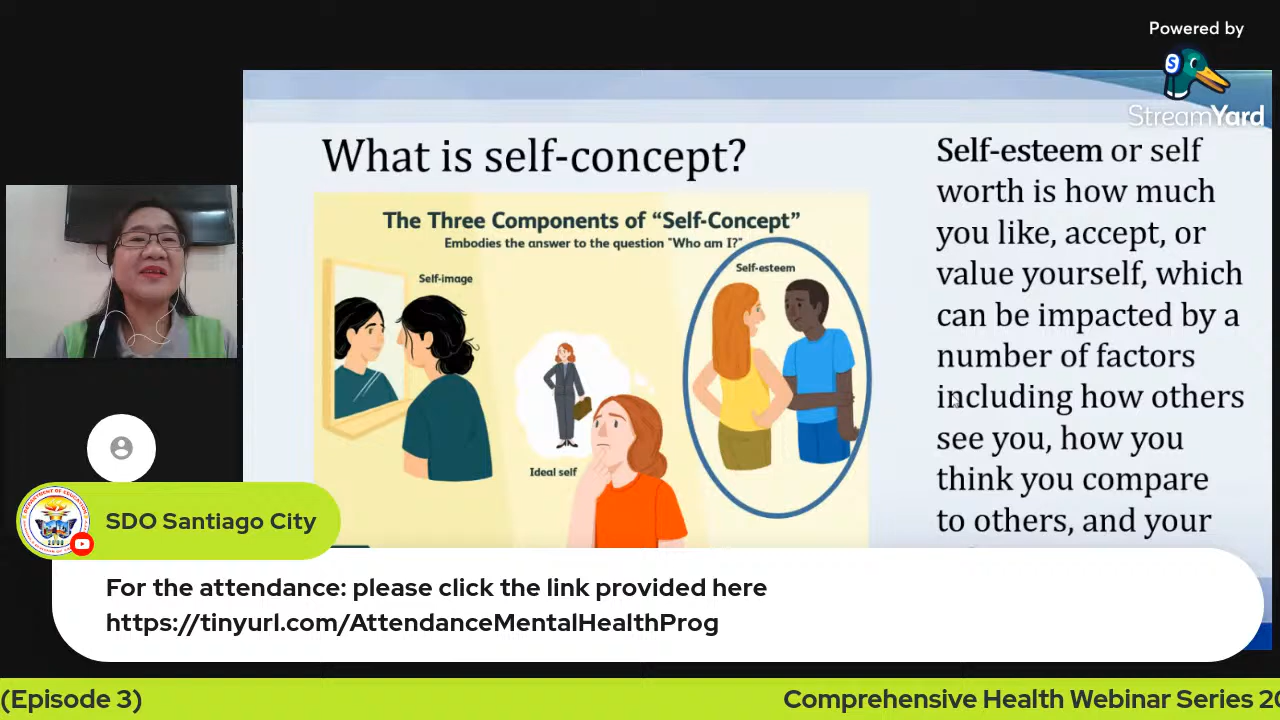 Powered by
StreamYard
What is self-concept?
The Three Components of “Self-Concept”
Embodies the answer to the question "Who am I?"
Self-image
Self-esteem
Ideal self
Self-esteem or self
worth is how much
you like, accept, or
value yourself, which
can be impacted by a
number of factors
including how others
see you, how you
think you compare
to others, and your
SDO Santiago City
For the attendance: please click the link provided here
https://tinyurl.com/AttendanceMentalHealthProg
(Episode 3)
Comprehensive Health Webinar Series